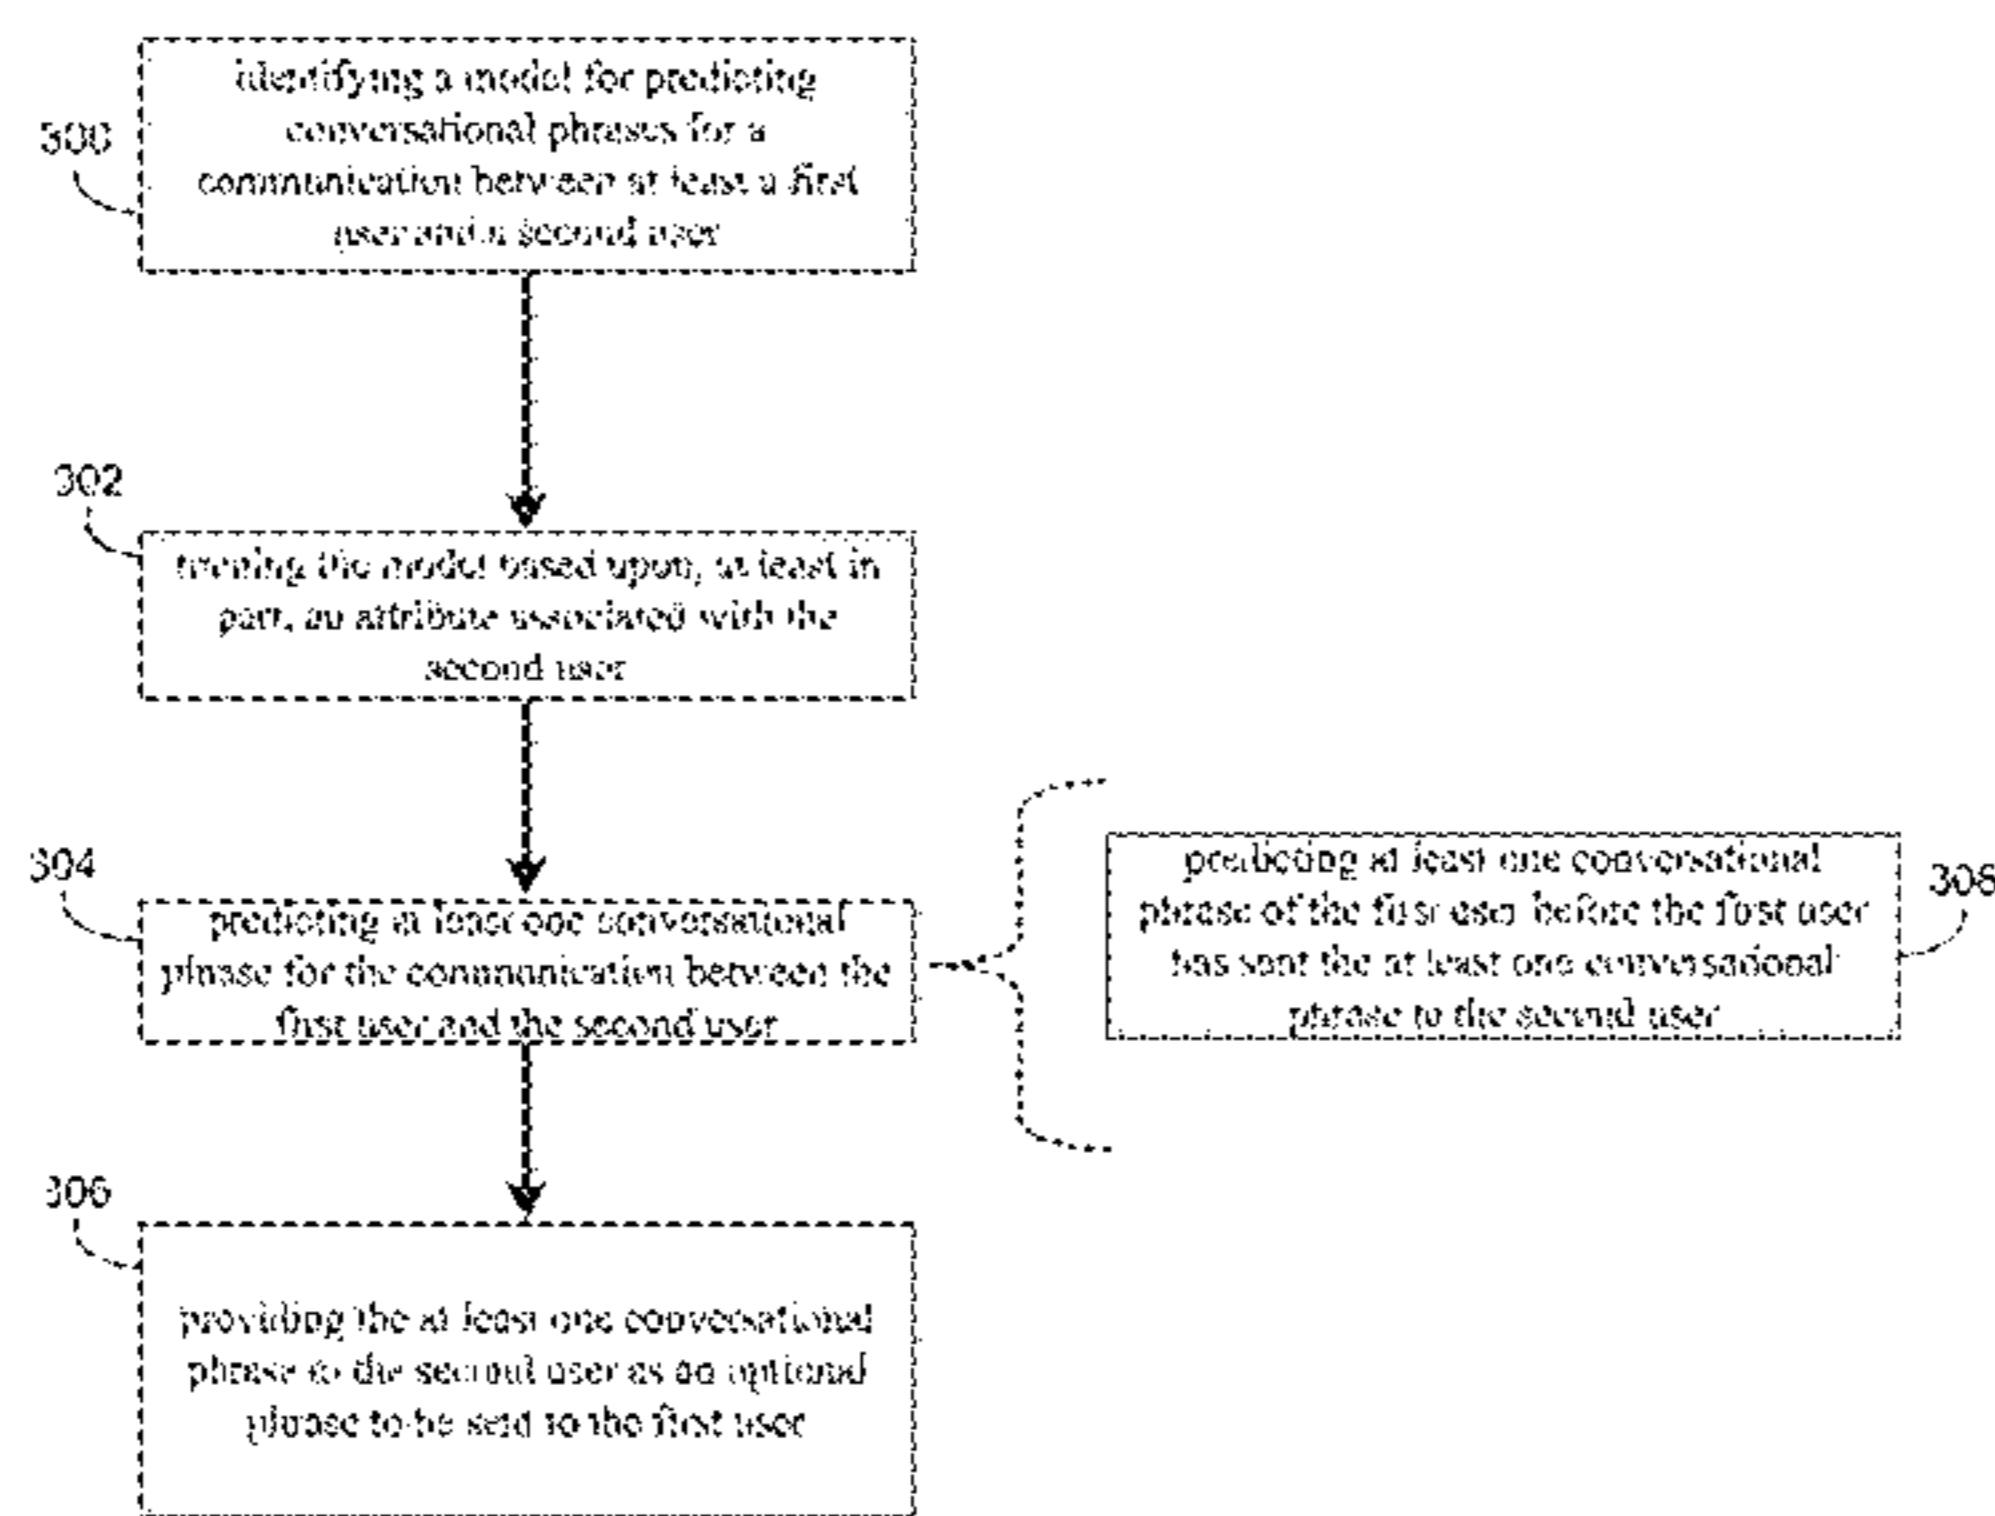 300
identifying a model for predicting
conversational phrases for a
communication between at least a first
user and a second user
302
training the model based upon, at least in
part, an attribute associated with the
second user
304
predicting at least one conversational
phrase for the communication between the
first user and the second user
predicting at least one conversational
phrase of the first user before the first user
has sent the at least one conversational
phrase to the second user
308
306
providing the at least one conversational
phrase to the second user as an optional
phrase to be sent to the first user